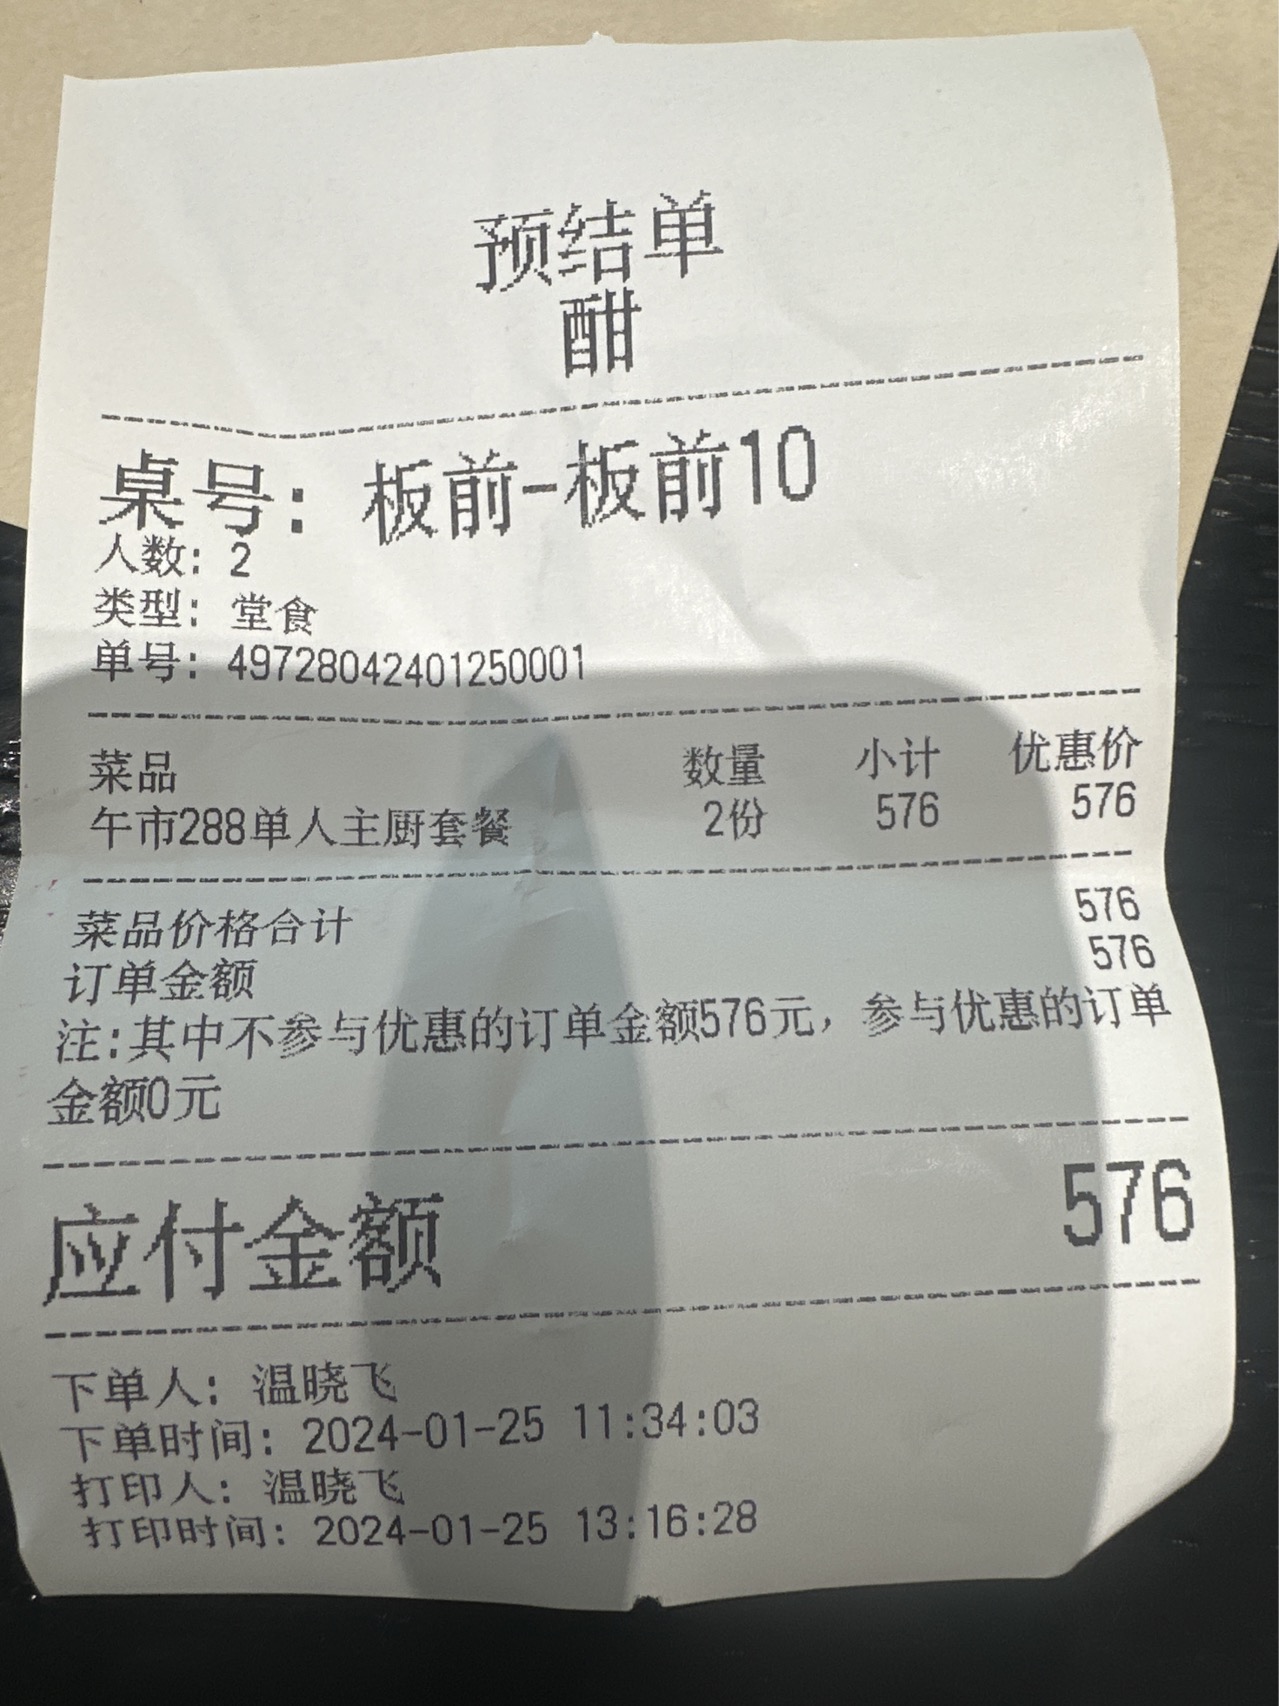 预结单
酣
桌号: 板前-板前10
人数: 2
类型: 堂食
单号: 49728042401250001
菜品 数量 小计 优惠价
午市288单人主厨套餐 2份 576 576
菜品价格合计 576
订单金额 576
注:其中不参与优惠的订单金额576元, 参与优惠的订单
金额0元
应付金额 576
下单人: 温晓飞
下单时间: 2024-01-25 11:34:03
打印人: 温晓飞
打印时间: 2024-01-25 13:16:28